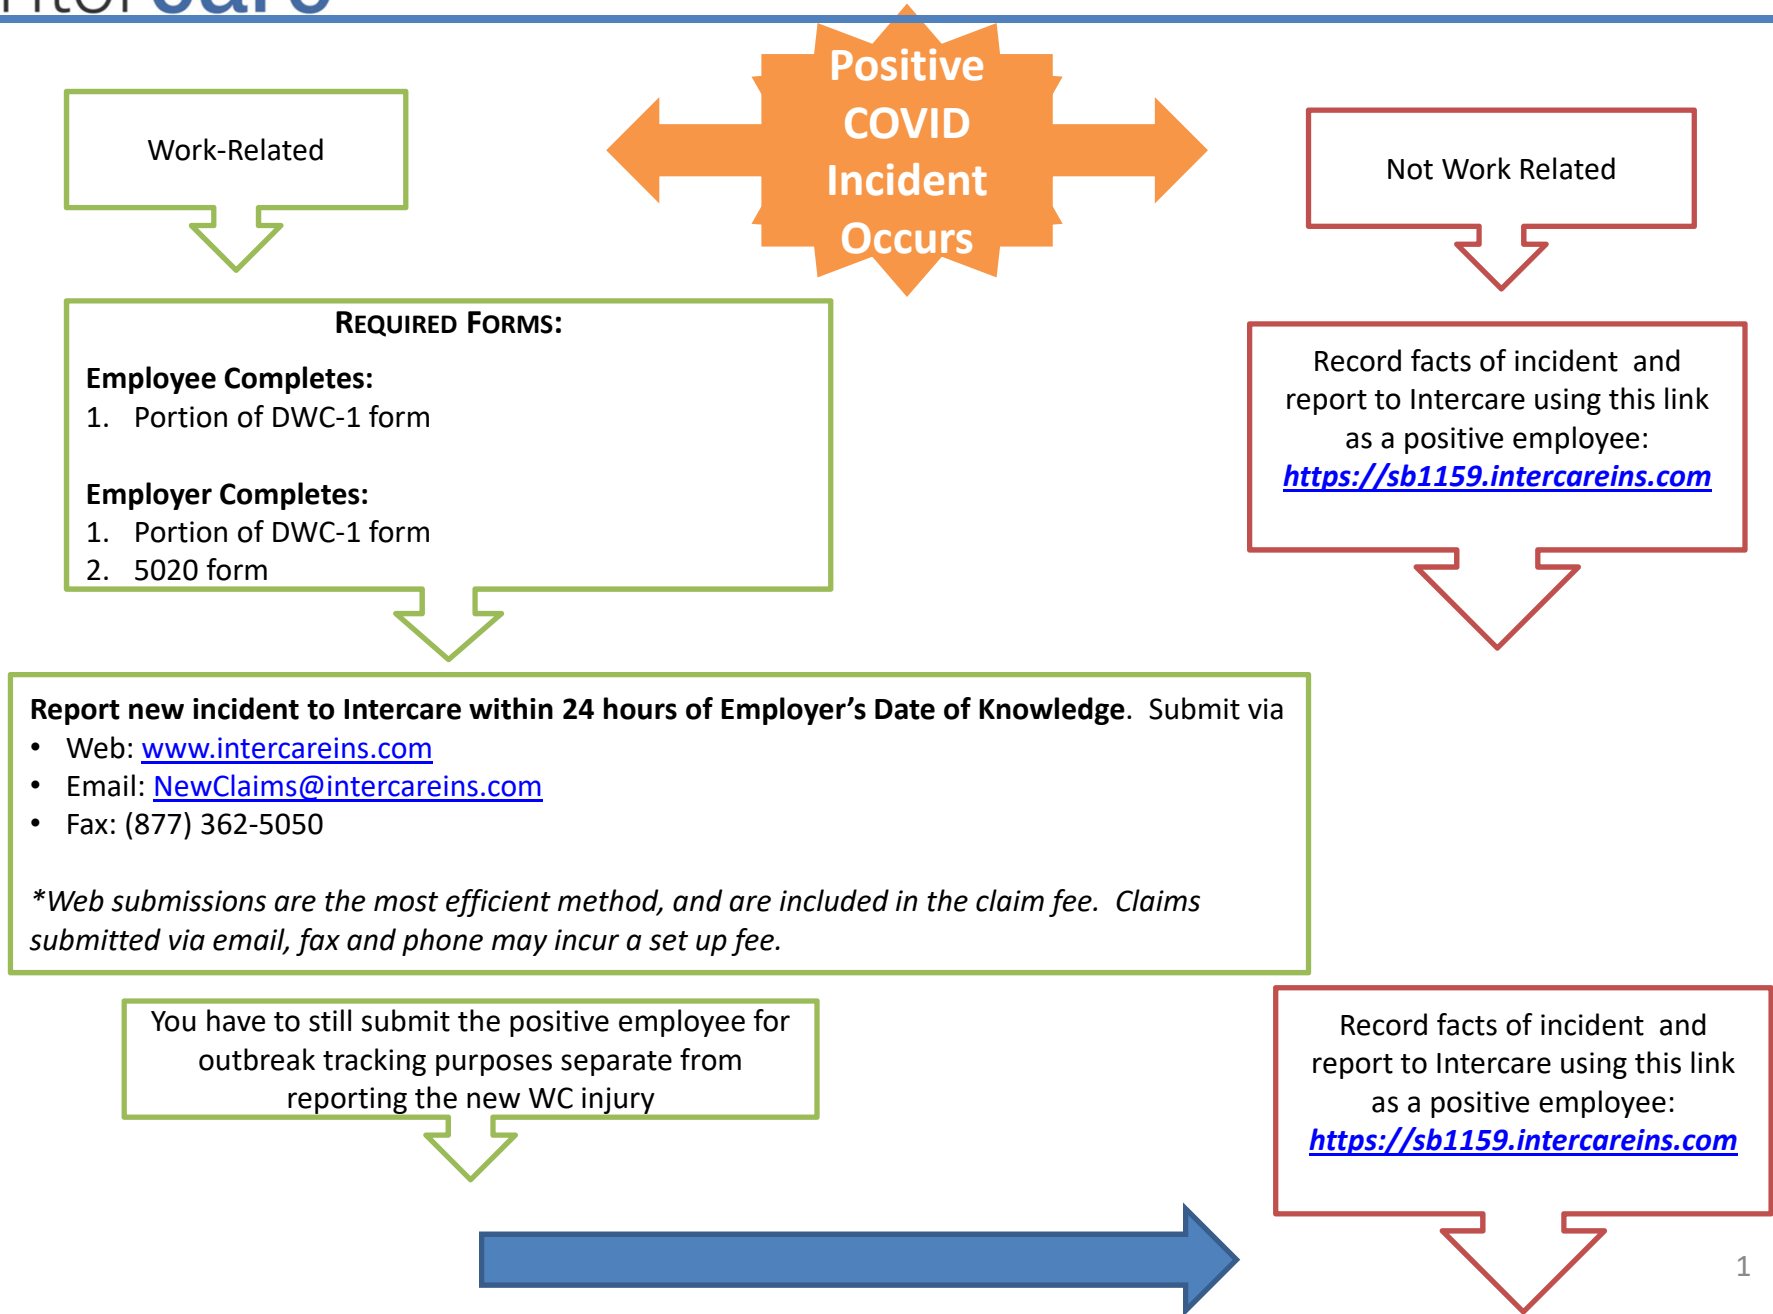 Positive
COVID
Incident
Occurs
Work-Related
Not Work Related
REQUIRED FORMS:
Employee Completes:
1. Portion of DWC-1 form
Employer Completes:
1. Portion of DWC-1 form
2. 5020 form
Record facts of incident and
report to Intercare using this link
as a positive employee:
https://sb1159.intercareins.com
Report new incident to Intercare within 24 hours of Employer’s Date of Knowledge. Submit via
• Web: www.intercareins.com
• Email: NewClaims@intercareins.com
• Fax: (877) 362-5050
*Web submissions are the most efficient method, and are included in the claim fee. Claims
submitted via email, fax and phone may incur a set up fee.
You have to still submit the positive employee for
outbreak tracking purposes separate from
reporting the new WC injury
Record facts of incident and
report to Intercare using this link
as a positive employee:
https://sb1159.intercareins.com
1